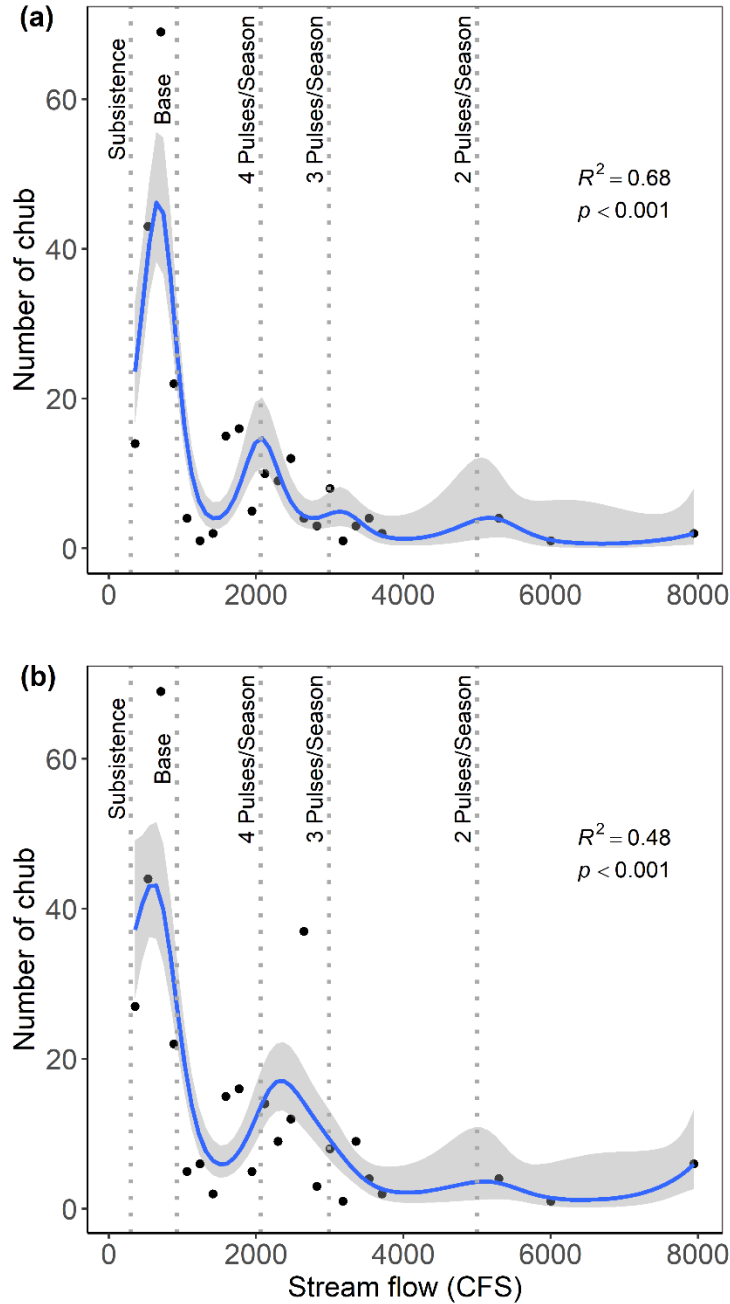 (a)
Number of chub
60
40
20
0
Subsistence
Base
4 Pulses/Season
3 Pulses/Season
2 Pulses/Season
R² = 0.68
p < 0.001
0 2000 4000 6000 8000
(b)
Number of chub
60
40
20
0
Subsistence
Base
4 Pulses/Season
3 Pulses/Season
2 Pulses/Season
R² = 0.48
p < 0.001
0 2000 4000 6000 8000
Stream flow (CFS)